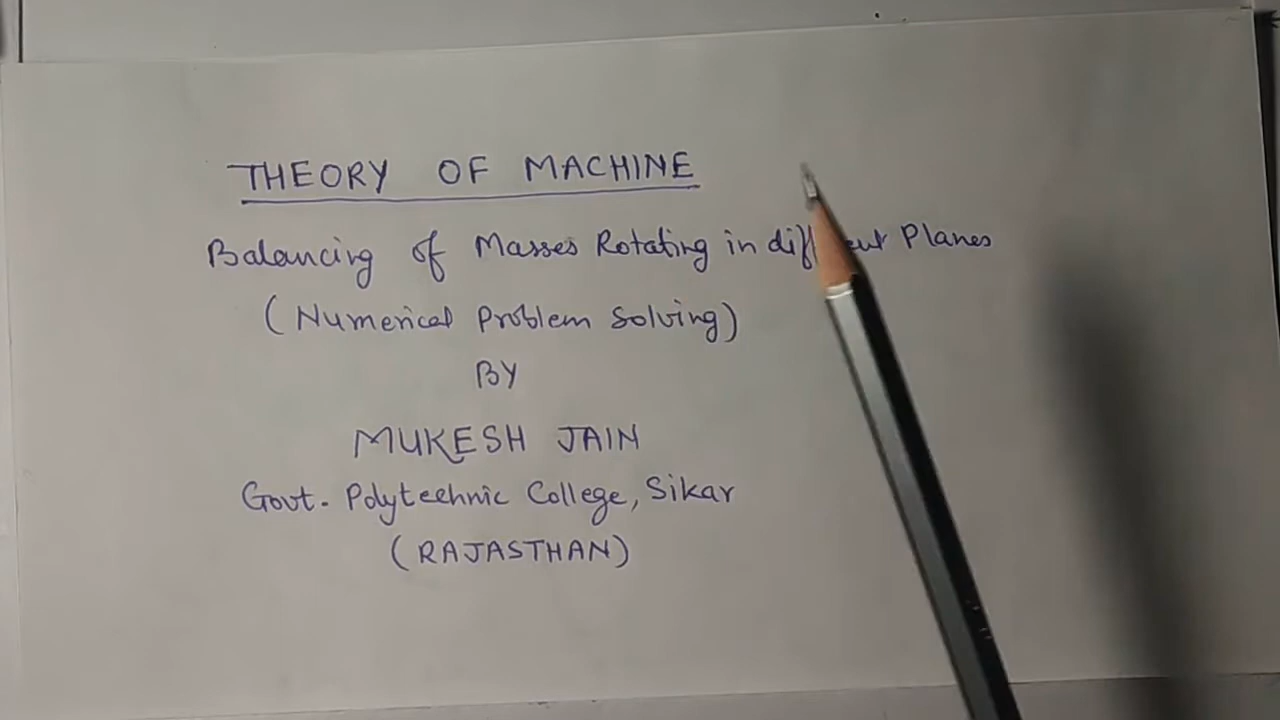 THEORY OF MACHINE
Balancing of Masses Rotating in different Planes
(Numerical Problem Solving)
BY
MUKESH JAIN
Govt. Polytechnic College, Sikar
(RAJASTHAN)